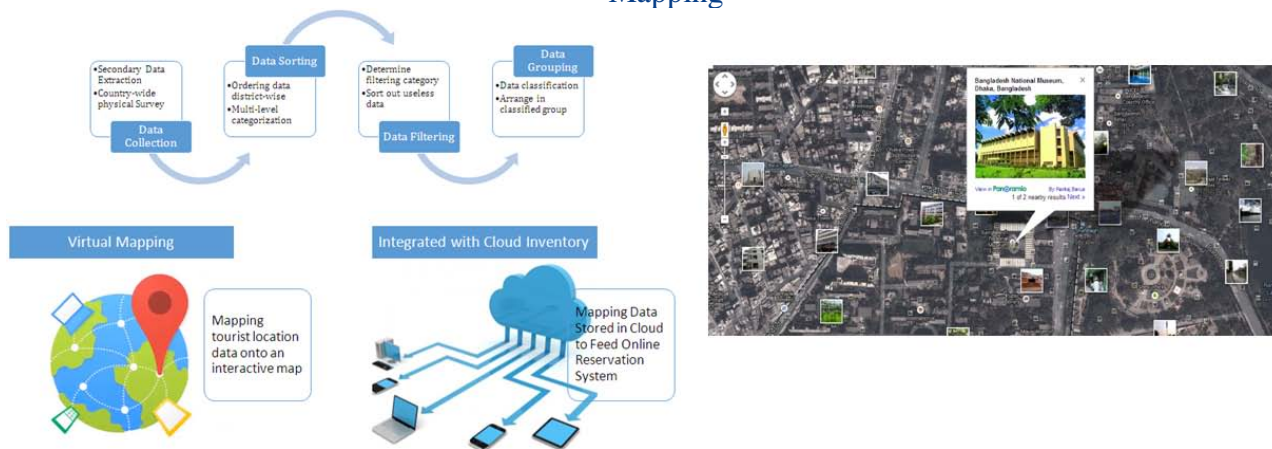 Mapping
•Secondary Data
Extraction
•Country-wide
physical Survey
Data
Collection
Data Sorting
•Ordering data
district-wise
•Multi-level
categorization
•Determine
filtering category
•Sort out useless
data
Data Filtering
Data
Grouping
•Data classification
•Arrange in
classified group
Virtual Mapping
Mapping
tourist location
data onto an
interactive map
Integrated with Cloud Inventory
Mapping Data
Stored in Cloud
to Feed Online
Reservation
System
Bangladesh National Museum,
Dhaka, Bangladesh
View in Panoramio
1 of 2 nearby results Next »